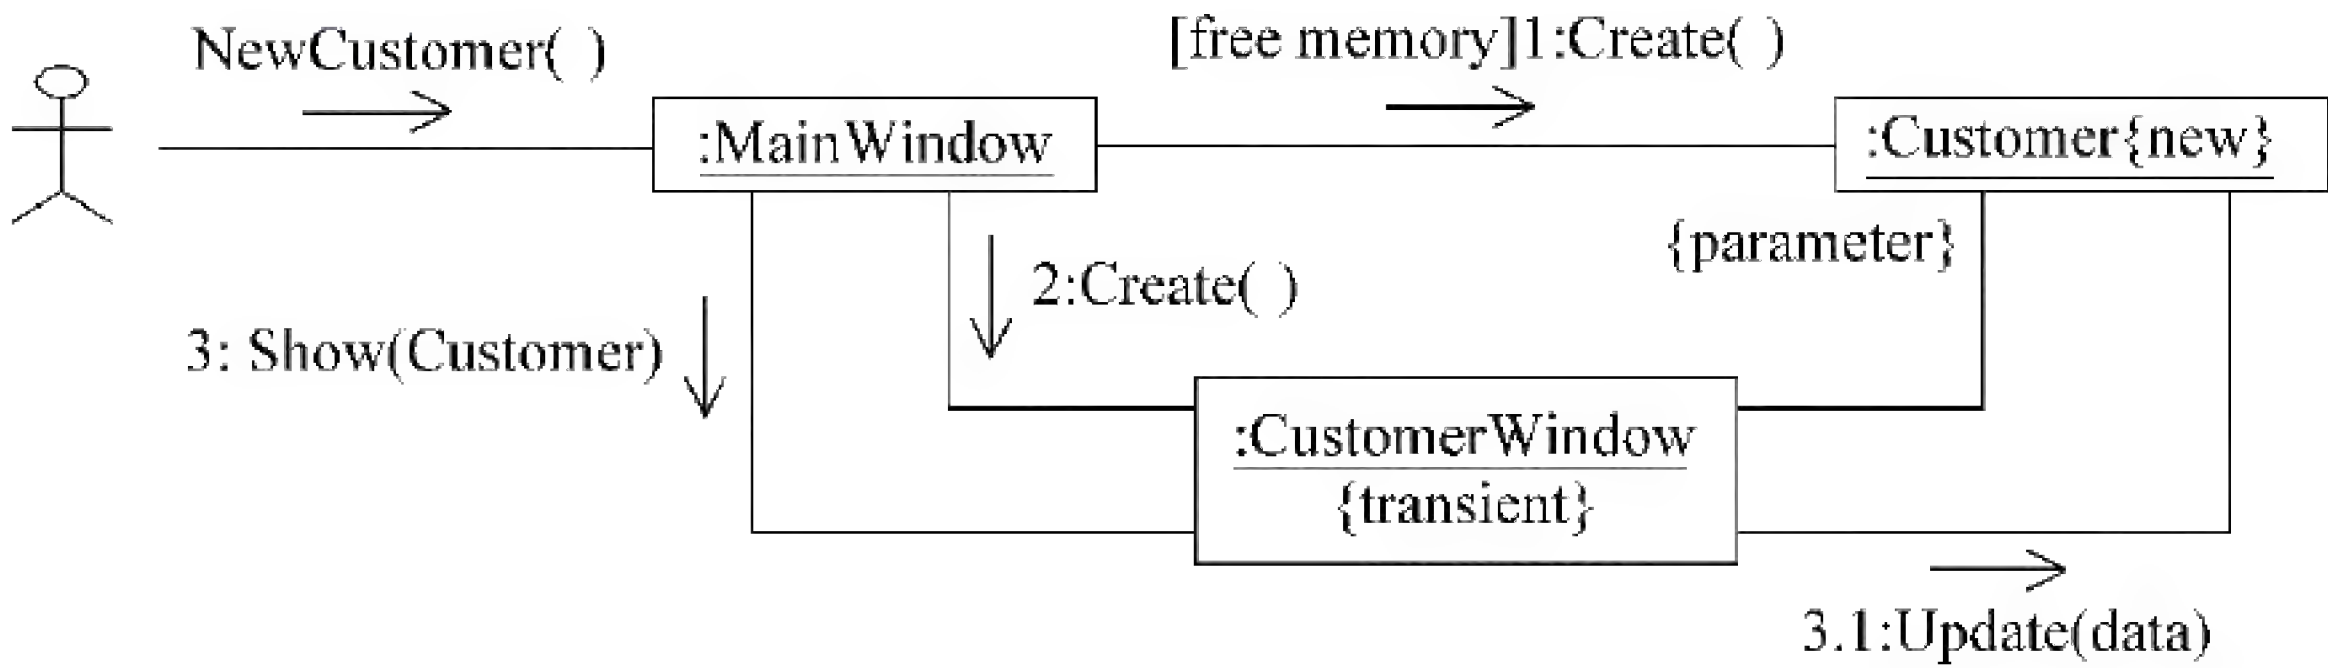 NewCustomer( )
[free memory]1:Create( )
:MainWindow
:Customer{new}
{parameter}
2:Create( )
3: Show(Customer)
:CustomerWindow
{transient}
3.1:Update(data)